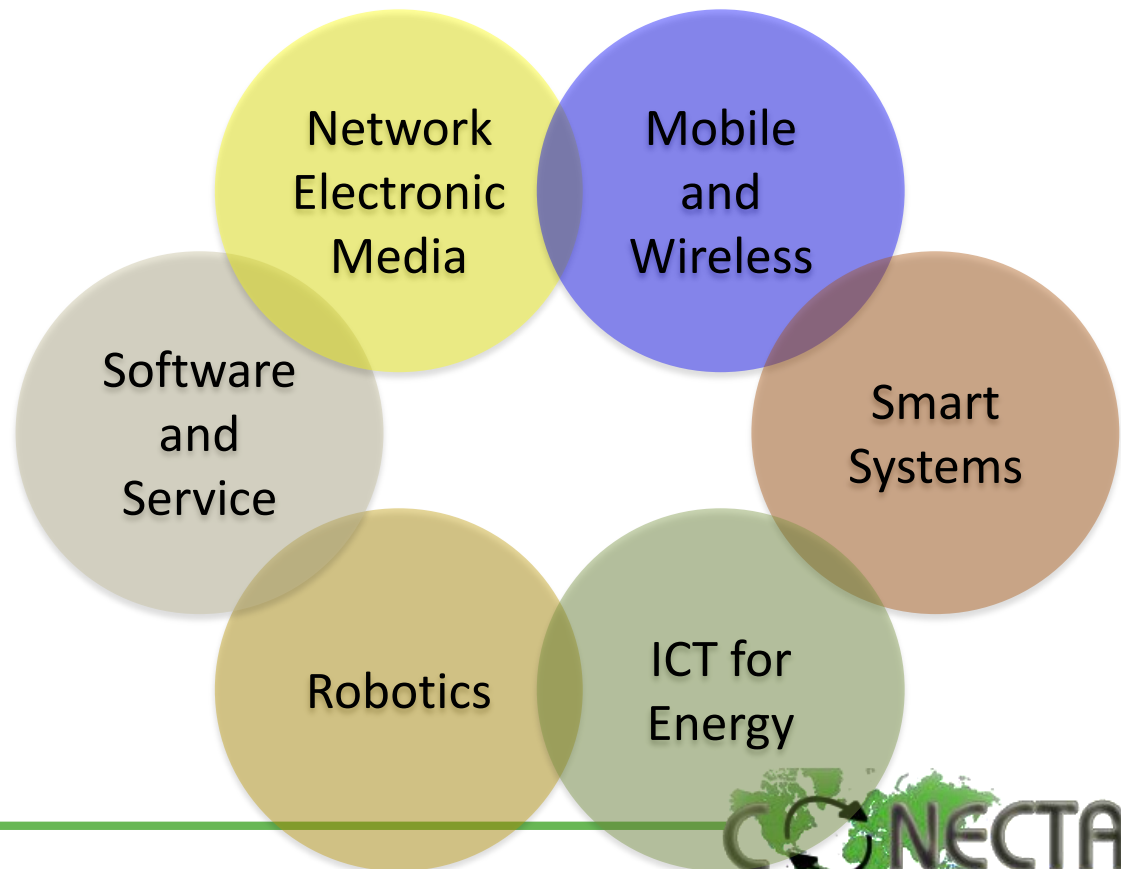 Network
Electronic
Media
Mobile
and
Wireless
Smart
Systems
ICT for
Energy
Robotics
Software
and
Service
CONECTA